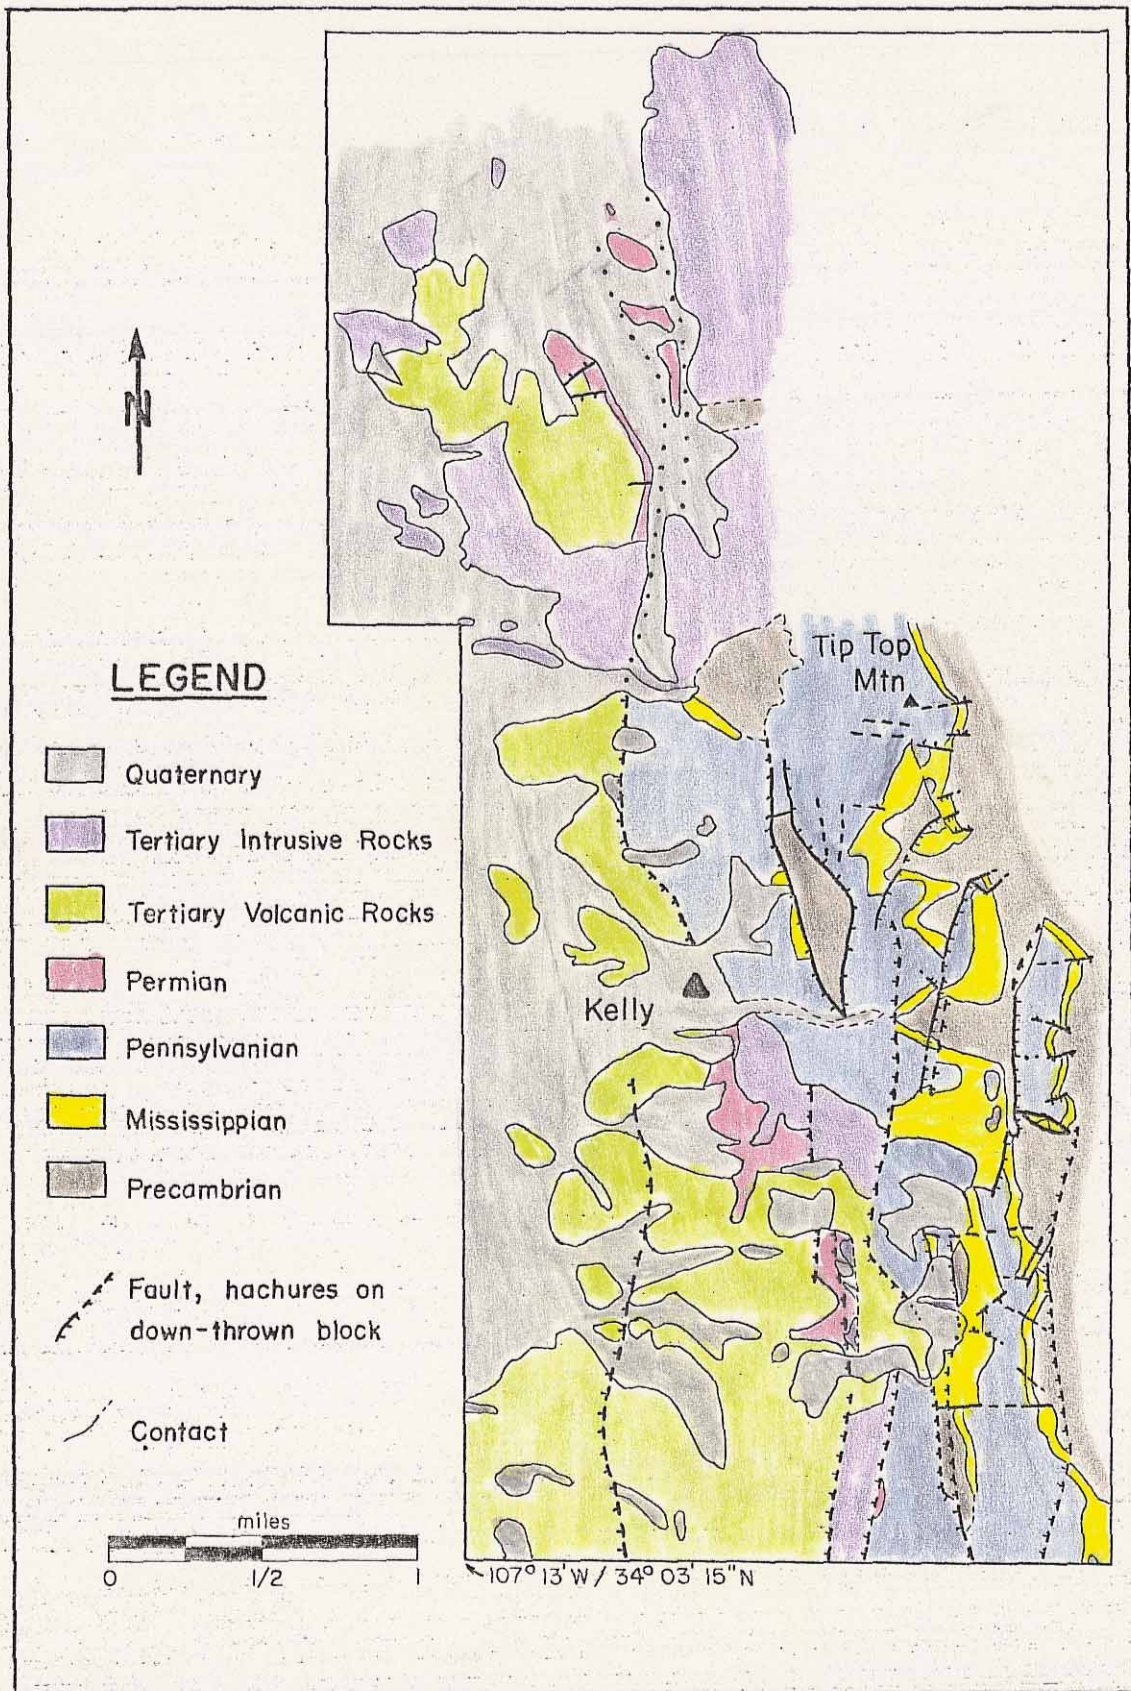 Tip Top
Mtn
N
LEGEND
Quaternary
Tertiary Intrusive Rocks
Tertiary Volcanic Rocks
Permian
Kelly
Pennsylvanian
Mississippian
Precambrian
Fault, hachures on
down-thrown block
Contact
miles
0 1/2 1
107° 13' W / 34° 03' 15" N